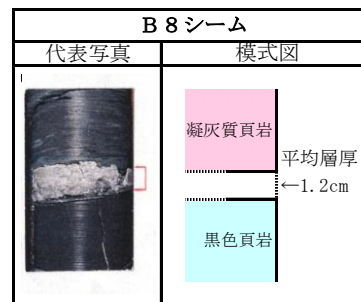 B8シーム
代表写真
模式図
凝灰質頁岩
平均層厚
←1.2cm
黒色頁岩